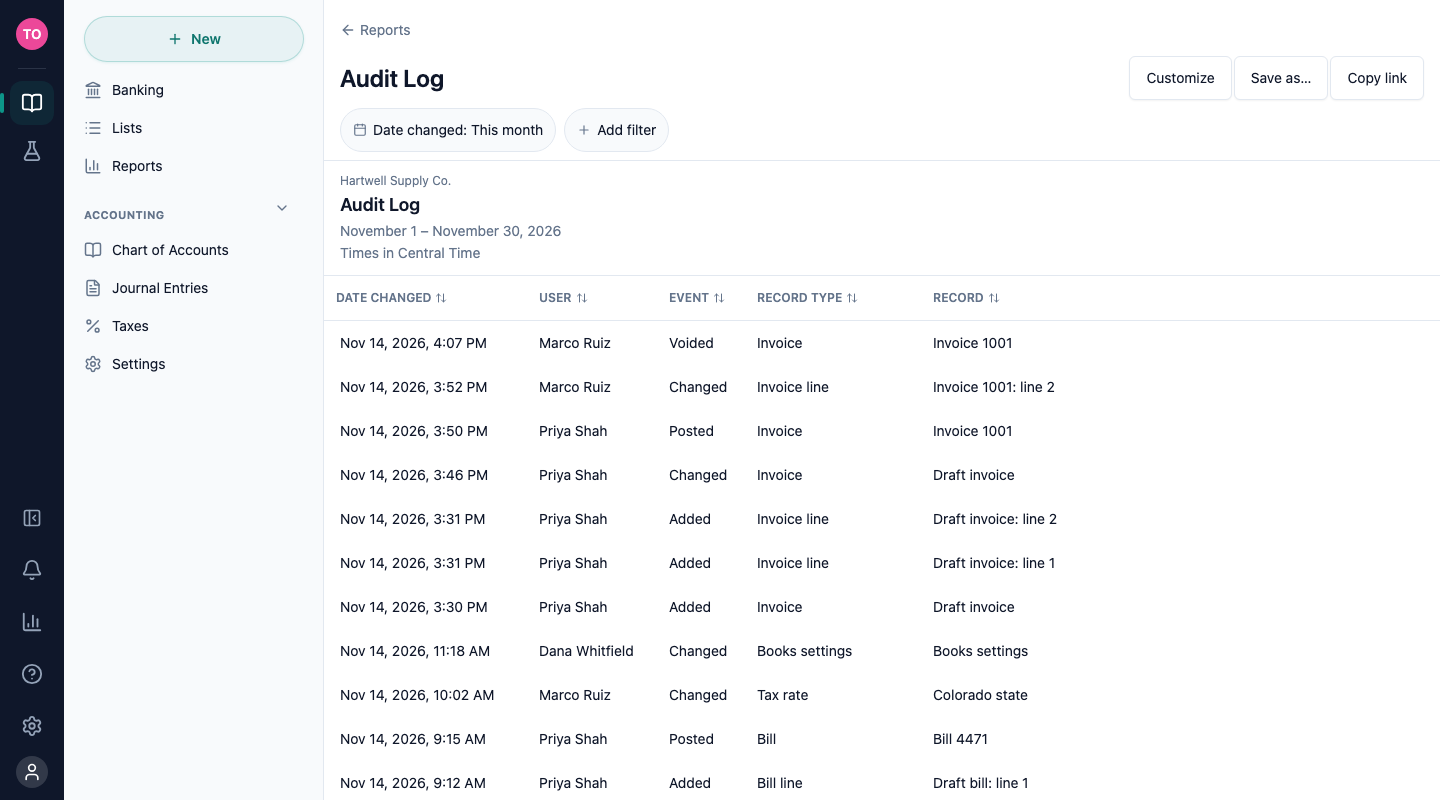 TO
New
Banking
Lists
Reports
ACCOUNTING
Chart of Accounts
Journal Entries
Taxes
Settings
Reports
Audit Log
Customize
Save as...
Copy link
Date changed: This month
Add filter
Hartwell Supply Co.
Audit Log
November 1 – November 30, 2026
Times in Central Time
DATE CHANGED USER EVENT RECORD TYPE RECORD
Nov 14, 2026, 4:07 PM Marco Ruiz Voided Invoice Invoice 1001
Nov 14, 2026, 3:52 PM Marco Ruiz Changed Invoice line Invoice 1001: line 2
Nov 14, 2026, 3:50 PM Priya Shah Posted Invoice Invoice 1001
Nov 14, 2026, 3:46 PM Priya Shah Changed Invoice Draft invoice
Nov 14, 2026, 3:31 PM Priya Shah Added Invoice line Draft invoice: line 2
Nov 14, 2026, 3:31 PM Priya Shah Added Invoice line Draft invoice: line 1
Nov 14, 2026, 3:30 PM Priya Shah Added Invoice Draft invoice
Nov 14, 2026, 11:18 AM Dana Whitfield Changed Books settings Books settings
Nov 14, 2026, 10:02 AM Marco Ruiz Changed Tax rate Colorado state
Nov 14, 2026, 9:15 AM Priya Shah Posted Bill Bill 4471
Nov 14, 2026, 9:12 AM Priya Shah Added Bill line Draft bill: line 1